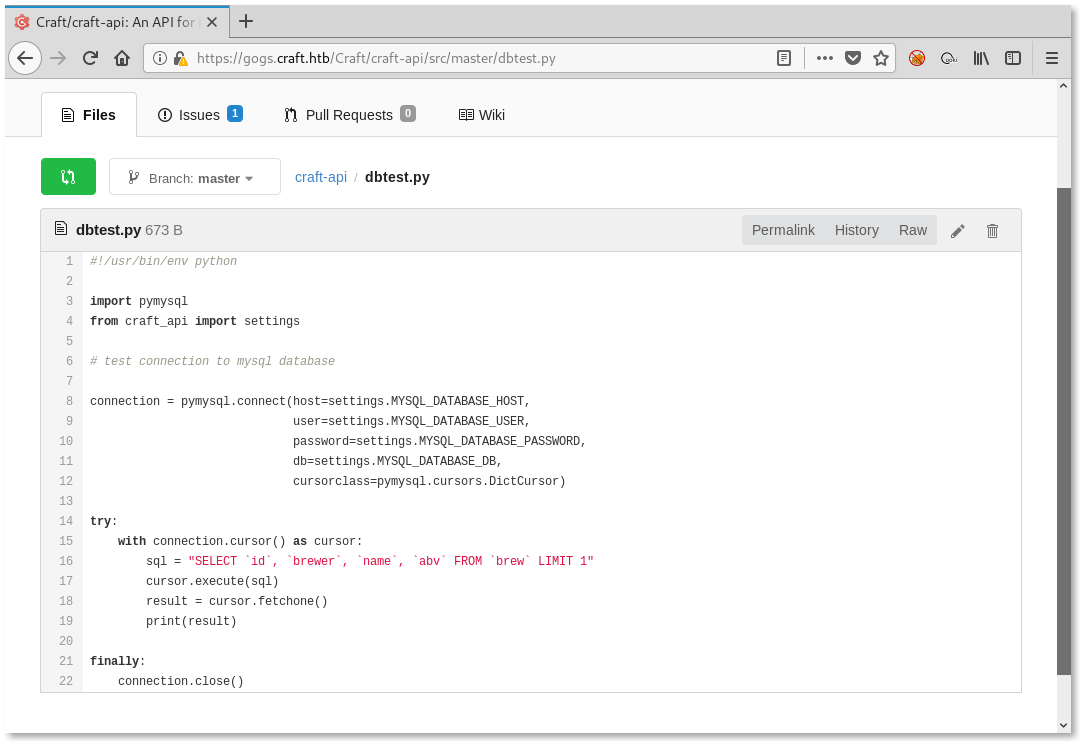 Craft/craft-api: An API for
https://gogs.craft.htb/Craft/craft-api/src/master/dbtest.py
Files
Issues 1
Pull Requests 0
Wiki
Branch: master
craft-api / dbtest.py
dbtest.py 673 B
Permalink History Raw
1 #!/usr/bin/env python
2
3 import pymysql
4 from craft_api import settings
5
6 # test connection to mysql database
7
8 connection = pymysql.connect(host=settings.MYSQL_DATABASE_HOST,
9                              user=settings.MYSQL_DATABASE_USER,
10                              password=settings.MYSQL_DATABASE_PASSWORD,
11                              db=settings.MYSQL_DATABASE_DB,
12                              cursorclass=pymysql.cursors.DictCursor)
13
14 try:
15     with connection.cursor() as cursor:
16         sql = "SELECT `id`, `brewer`, `name`, `abv` FROM `brew` LIMIT 1"
17         cursor.execute(sql)
18         result = cursor.fetchone()
19         print(result)
20
21 finally:
22     connection.close()